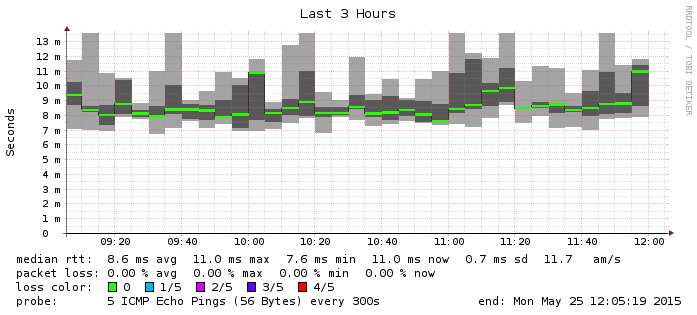 Last 3 Hours
RRDTOOL / TOBI OETIKER
Seconds
13 m
12 m
11 m
10 m
9 m
8 m
7 m
6 m
5 m
4 m
3 m
2 m
1 m
0
09:20 09:40 10:00 10:20 10:40 11:00 11:20 11:40 12:00
median rtt: 8.6 ms avg 11.0 ms max 7.6 ms min 11.0 ms now 0.7 ms sd 11.7 am/s
packet loss: 0.00 % avg 0.00 % max 0.00 % min 0.00 % now
loss color: 0 1/5 2/5 3/5 4/5
probe: 5 ICMP Echo Pings (56 Bytes) every 300s end: Mon May 25 12:05:19 2015